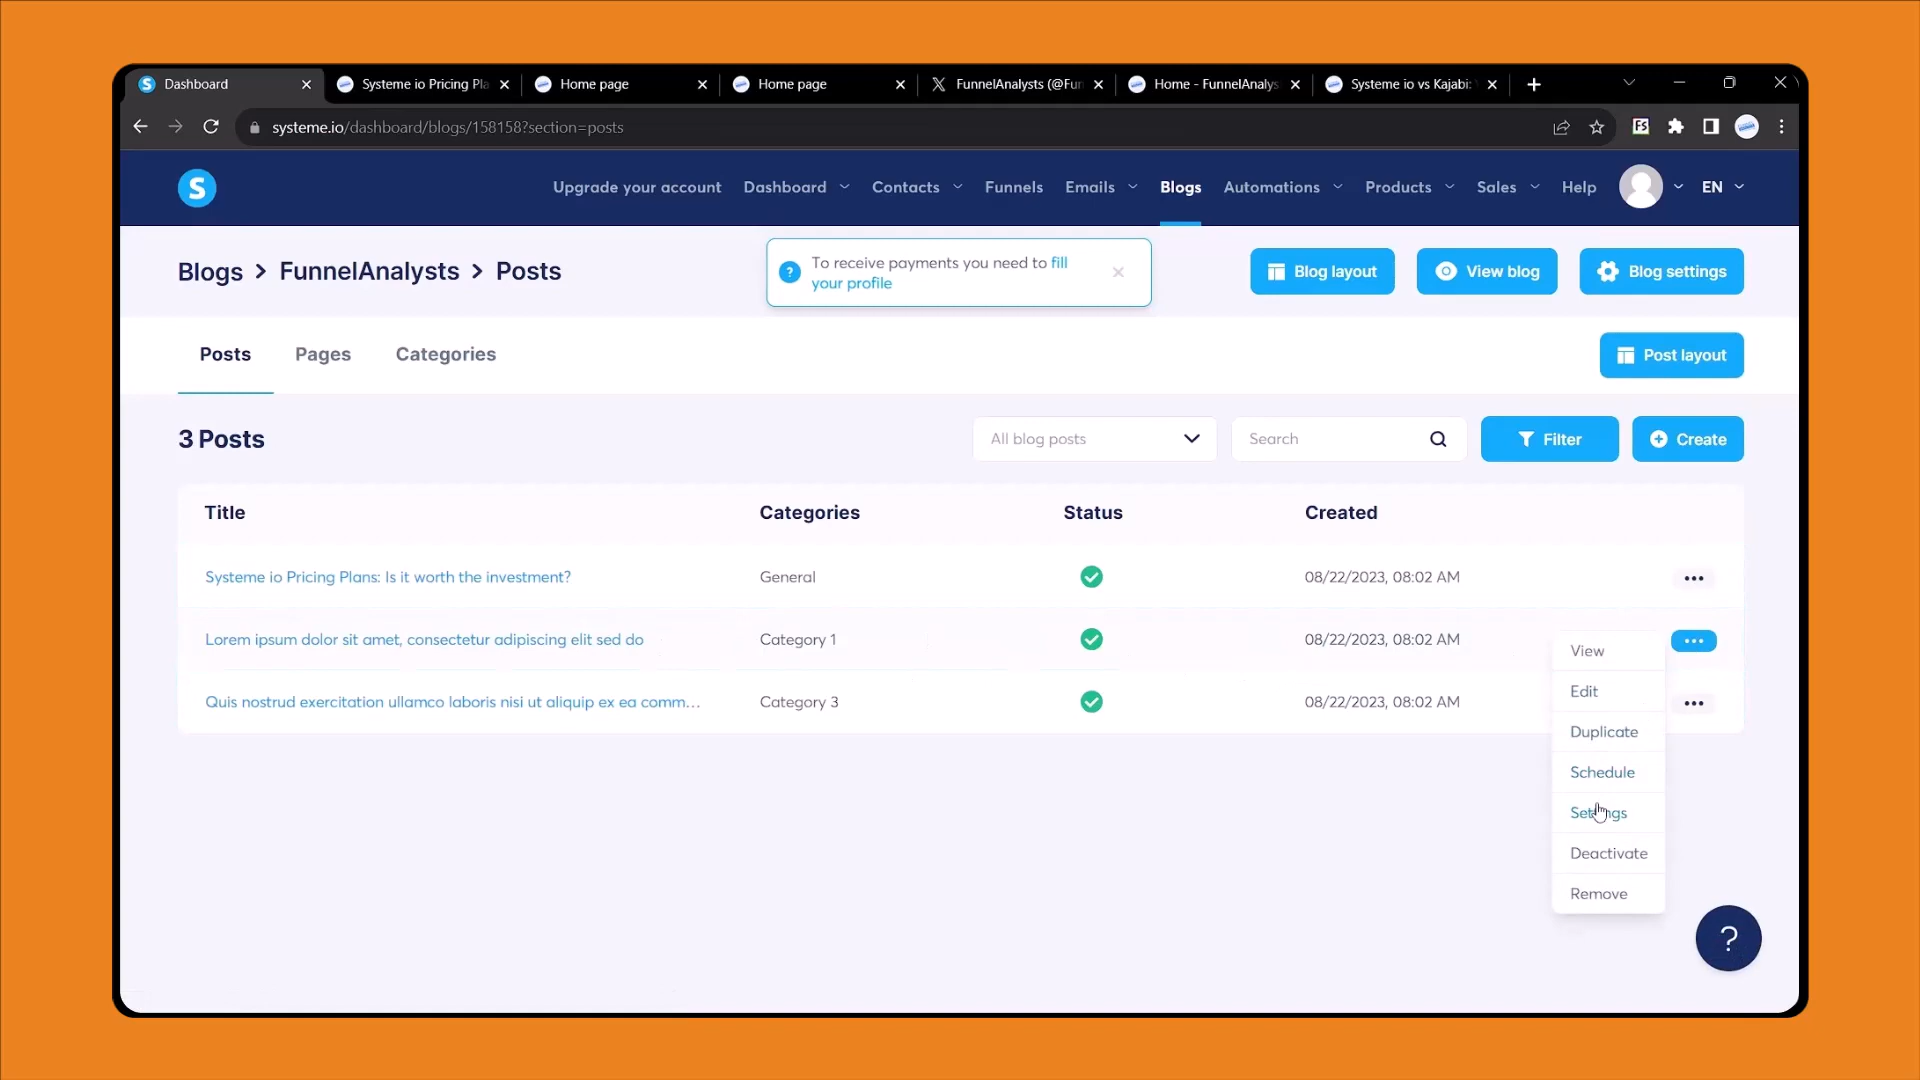 Dashboard
Systeme io Pricing Pla
Home page
Home page
FunnelAnalysts (@Fun
Home - FunnelAnalys
Systeme io vs Kajabi:
systeme.io/dashboard/blogs/158158?section=posts
S
Upgrade your account
Dashboard
Contacts
Funnels
Emails
Blogs
Automations
Products
Sales
Help
EN
Blogs > FunnelAnalysts > Posts
To receive payments you need to fill
your profile
Blog layout
View blog
Blog settings
Posts
Pages
Categories
Post layout
3 Posts
All blog posts
Search
Filter
Create
Title
Categories
Status
Created
Systeme io Pricing Plans: Is it worth the investment?
General
08/22/2023, 08:02 AM
Lorem ipsum dolor sit amet, consectetur adipiscing elit sed do
Category 1
08/22/2023, 08:02 AM
Quis nostrud exercitation ullamco laboris nisi ut aliquip ex ea comm...
Category 3
08/22/2023, 08:02 AM
View
Edit
Duplicate
Schedule
Settings
Deactivate
Remove
?